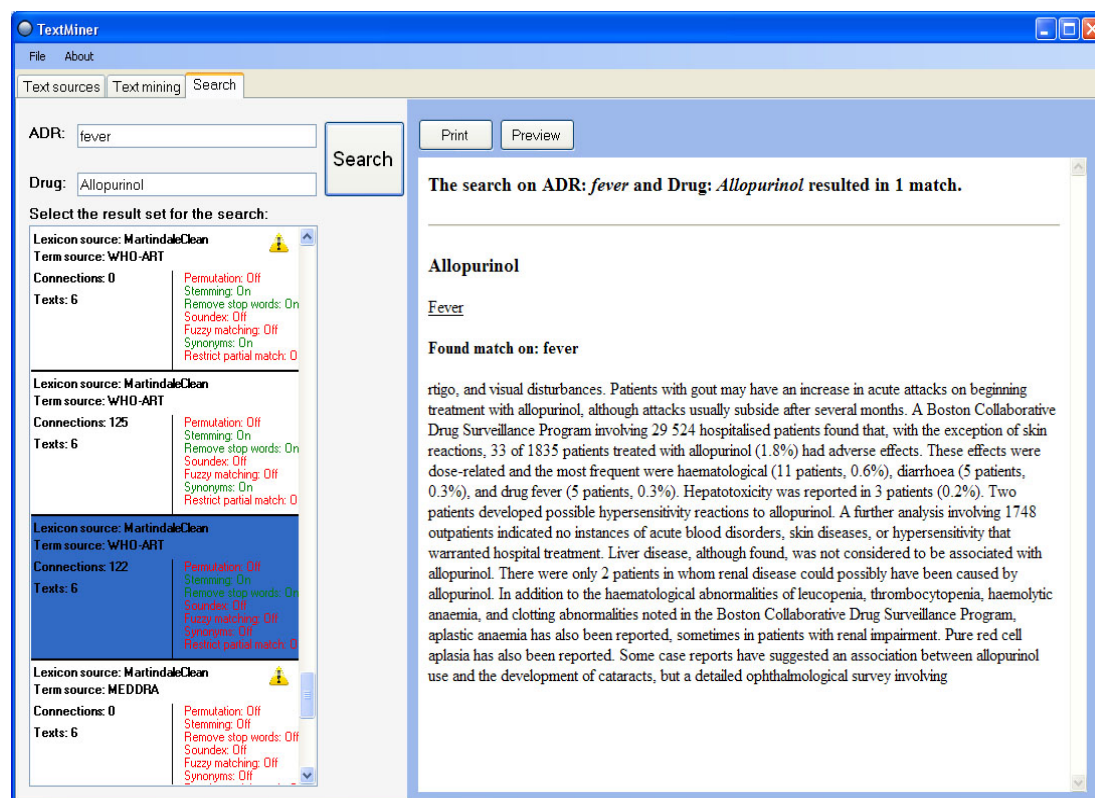 TextMiner
File About
Text sources Text mining Search
ADR: fever
Search
Drug: Allopurinol
Select the result set for the search:
Lexicon source: MartindaleClean
Term source: WHO-ART
Connections: 0
Texts: 6
Permutation: Off
Stemming: On
Remove stop words: On
Soundex: Off
Fuzzy matching: Off
Synonyms: On
Restrict partial match: O
Lexicon source: MartindaleClean
Term source: WHO-ART
Connections: 125
Texts: 6
Permutation: Off
Stemming: On
Remove stop words: On
Soundex: Off
Fuzzy matching: Off
Synonyms: On
Restrict partial match: O
Lexicon source: MartindaleClean
Term source: WHO-ART
Connections: 122
Texts: 6
Permutation: Off
Stemming: On
Remove stop words: On
Soundex: Off
Fuzzy matching: Off
Synonyms: Off
Restrict partial match: O
Lexicon source: MartindaleClean
Term source: MEDDRA
Connections: 0
Texts: 6
Permutation: Off
Stemming: Off
Remove stop words: Off
Soundex: Off
Fuzzy matching: Off
Synonyms: Off
Print Preview
The search on ADR: fever and Drug: Allopurinol resulted in 1 match.
Allopurinol
Fever
Found match on: fever
rtigo, and visual disturbances. Patients with gout may have an increase in acute attacks on beginning
treatment with allopurinol, although attacks usually subside after several months. A Boston Collaborative
Drug Surveillance Program involving 29 524 hospitalised patients found that, with the exception of skin
reactions, 33 of 1835 patients treated with allopurinol (1.8%) had adverse effects. These effects were
dose-related and the most frequent were haematological (11 patients, 0.6%), diarrhoea (5 patients,
0.3%), and drug fever (5 patients, 0.3%). Hepatotoxicity was reported in 3 patients (0.2%). Two
patients developed possible hypersensitivity reactions to allopurinol. A further analysis involving 1748
outpatients indicated no instances of acute blood disorders, skin diseases, or hypersensitivity that
warranted hospital treatment. Liver disease, although found, was not considered to be associated with
allopurinol. There were only 2 patients in whom renal disease could possibly have been caused by
allopurinol. In addition to the haematological abnormalities of leucopenia, thrombocytopenia, haemolytic
anaemia, and clotting abnormalities noted in the Boston Collaborative Drug Surveillance Program,
aplastic anaemia has also been reported, sometimes in patients with renal impairment. Pure red cell
aplasia has also been reported. Some case reports have suggested an association between allopurinol
use and the development of cataracts, but a detailed ophthalmological survey involving